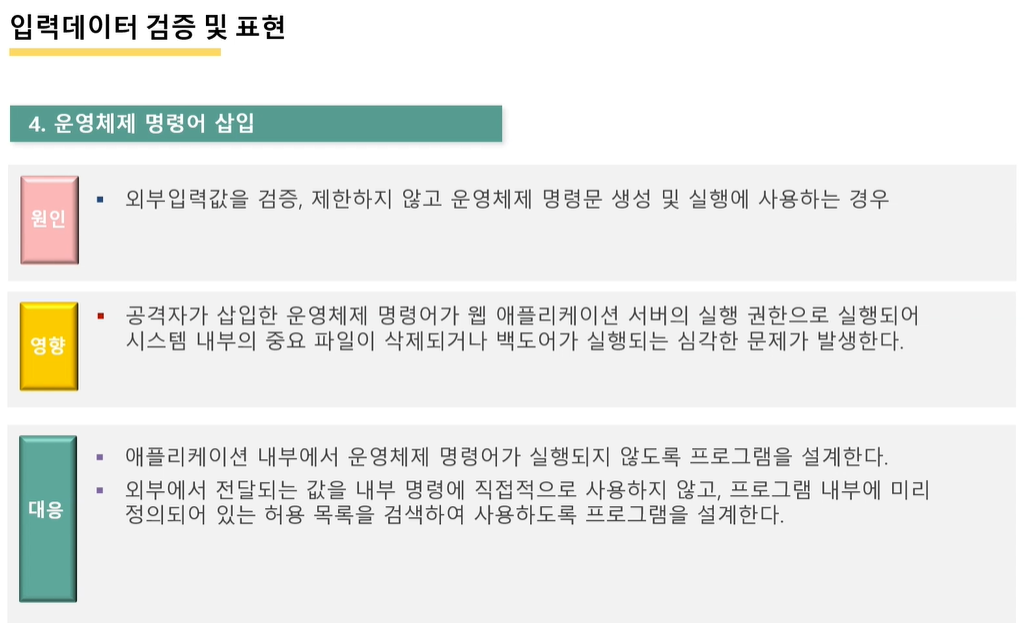 입력데이터 검증 및 표현
4. 운영체제 명령어 삽입
원인
▪ 외부입력값을 검증, 제한하지 않고 운영체제 명령문 생성 및 실행에 사용하는 경우
영향
▪ 공격자가 삽입한 운영체제 명령어가 웹 애플리케이션 서버의 실행 권한으로 실행되어
시스템 내부의 중요 파일이 삭제되거나 백도어가 실행되는 심각한 문제가 발생한다.
대응
▪ 애플리케이션 내부에서 운영체제 명령어가 실행되지 않도록 프로그램을 설계한다.
▪ 외부에서 전달되는 값을 내부 명령에 직접적으로 사용하지 않고, 프로그램 내부에 미리
정의되어 있는 허용 목록을 검색하여 사용하도록 프로그램을 설계한다.